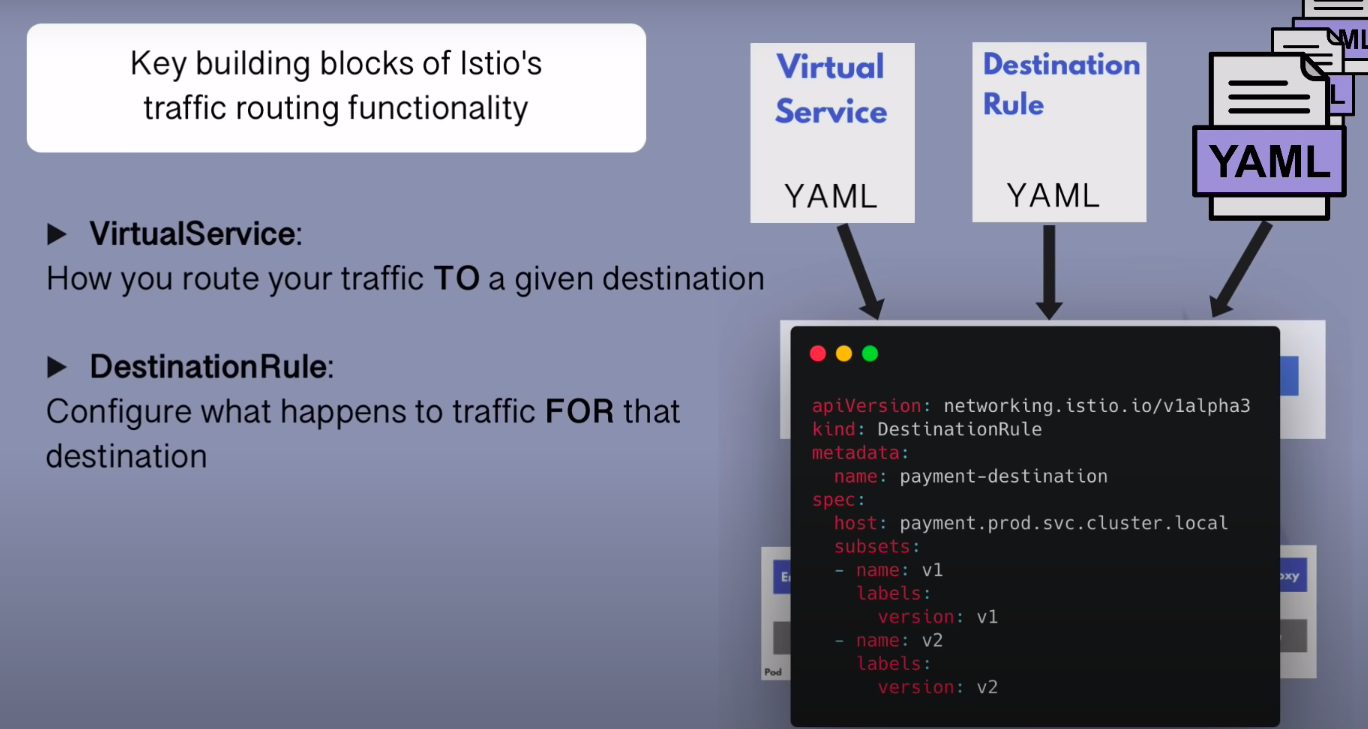 Key building blocks of Istio's
traffic routing functionality
▶ VirtualService:
How you route your traffic TO a given destination
▶ DestinationRule:
Configure what happens to traffic FOR that
destination
Virtual
Service
YAML
Destination
Rule
YAML
YAML
apiVersion: networking.istio.io/v1alpha3
kind: DestinationRule
metadata:
  name: payment-destination
spec:
  host: payment.prod.svc.cluster.local
  subsets:
  - name: v1
    labels:
      version: v1
  - name: v2
    labels:
      version: v2
Pod